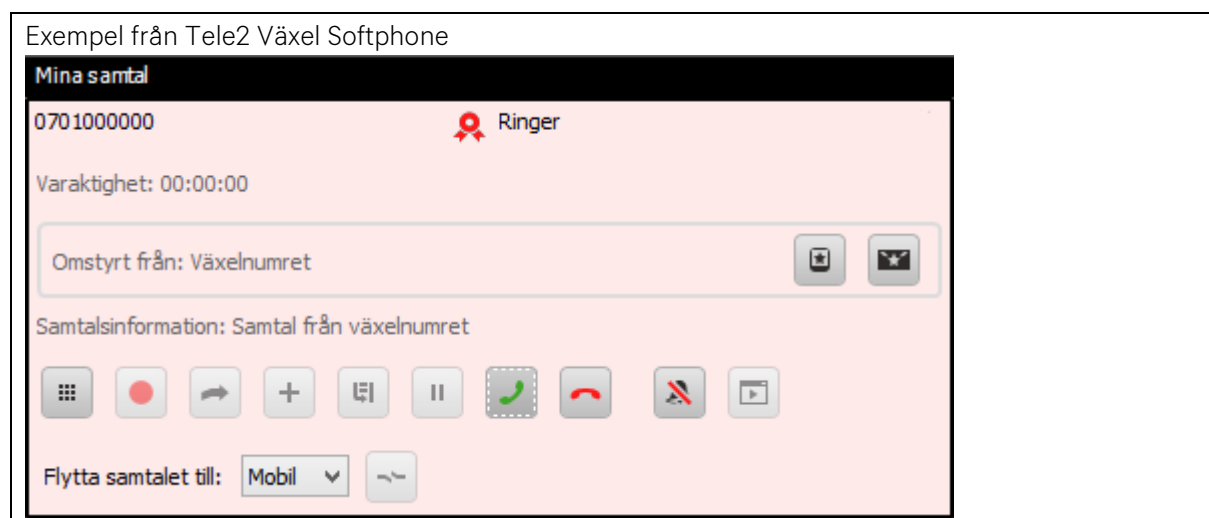 Exempel från Tele2 Växel Softphone
Mina samtal
0701000000 Ringer
Varaktighet: 00:00:00
Omstyrt från: Växelnumret
Samtalsinformation: Samtal från växelnumret
Flytta samtalet till: Mobil